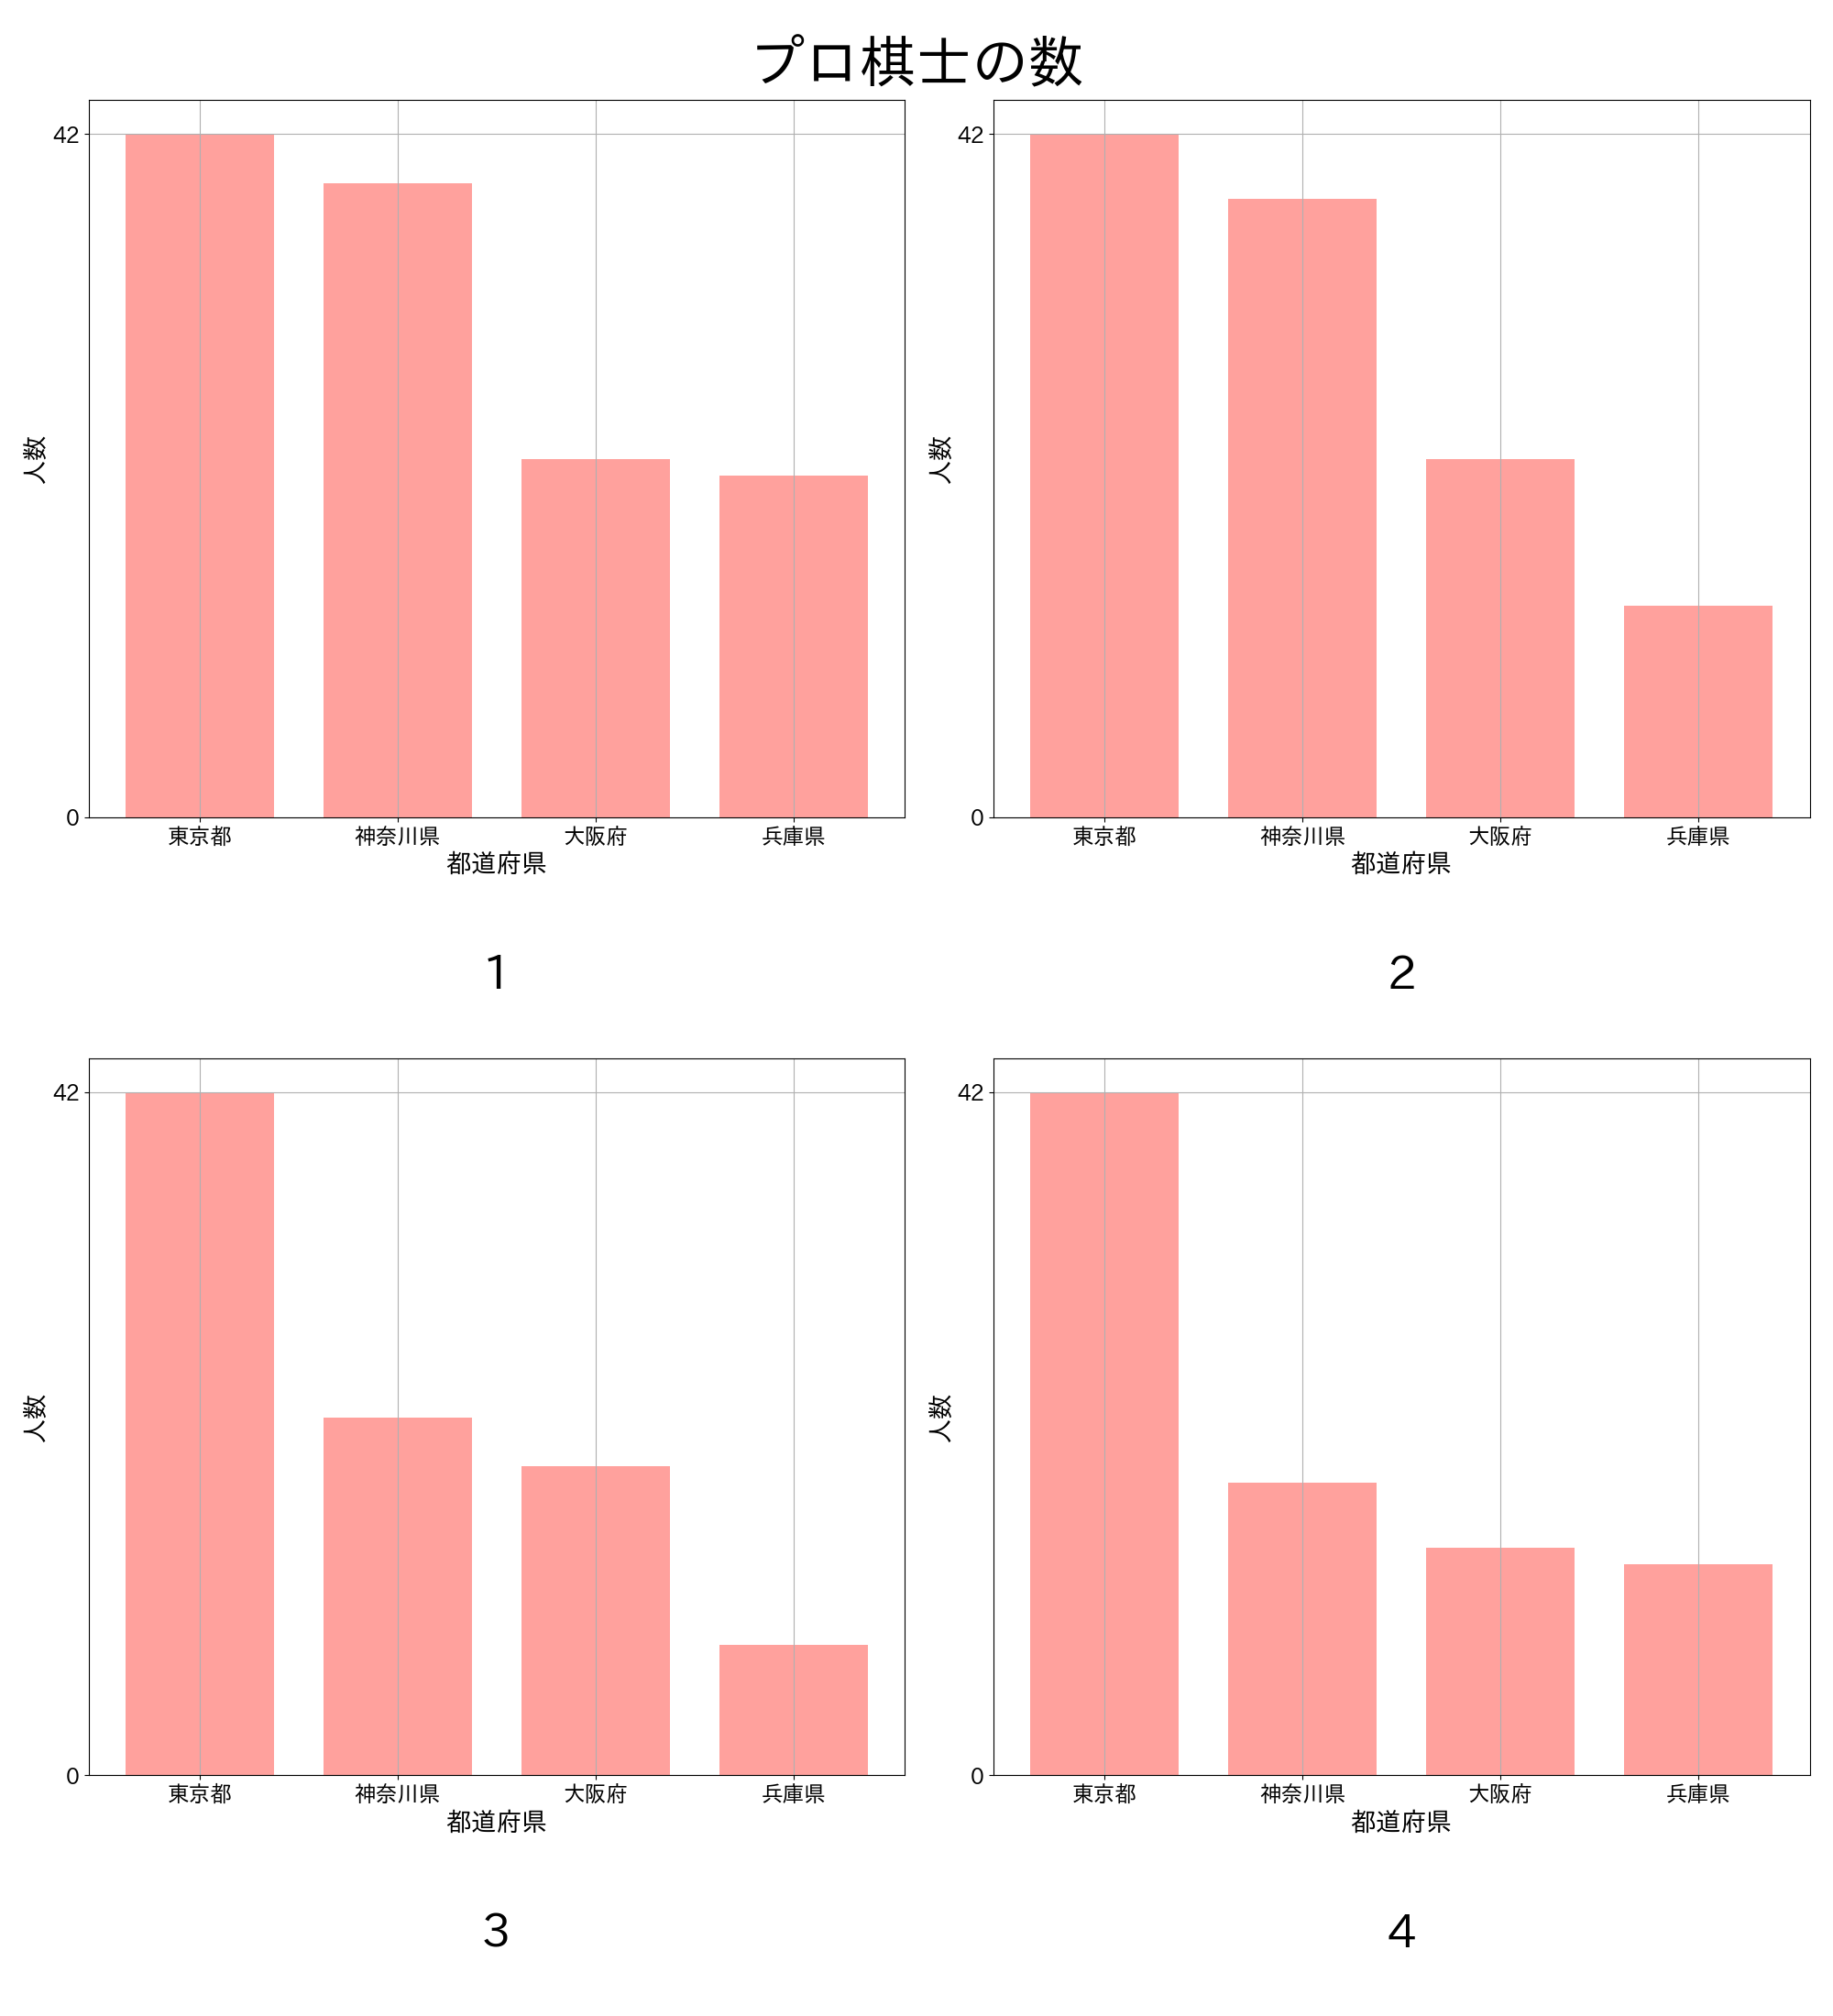 プロ棋士の数
42
0
人数
東京都 神奈川県 大阪府 兵庫県
都道府県
1
42
0
人数
東京都 神奈川県 大阪府 兵庫県
都道府県
2
42
0
人数
東京都 神奈川県 大阪府 兵庫県
都道府県
3
42
0
人数
東京都 神奈川県 大阪府 兵庫県
都道府県
4